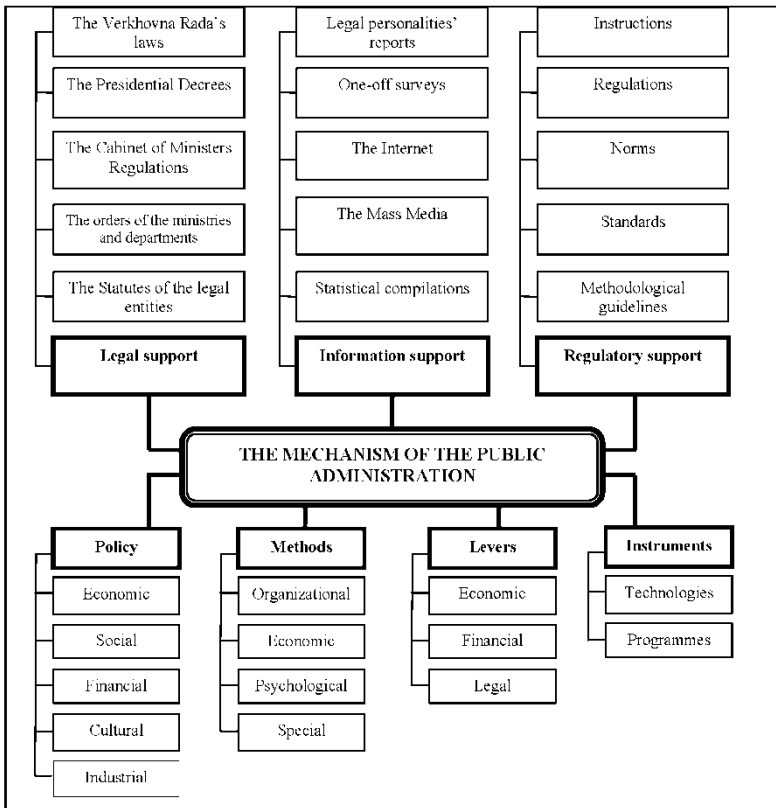 The Verkhovna Rada's
laws
Legal personalities'
reports
Instructions
The Presidential Decrees
One-off surveys
Regulations
The Cabinet of Ministers
Regulations
The Internet
Norms
The orders of the ministries
and departments
The Mass Media
Standards
The Statutes of the legal
entities
Statistical compilations
Methodological
guidelines
Legal support
Information support
Regulatory support
THE MECHANISM OF THE PUBLIC
ADMINISTRATION
Policy
Methods
Levers
Instruments
Economic
Organizational
Economic
Technologies
Social
Economic
Financial
Programmes
Financial
Psychological
Legal
Cultural
Special
Industrial